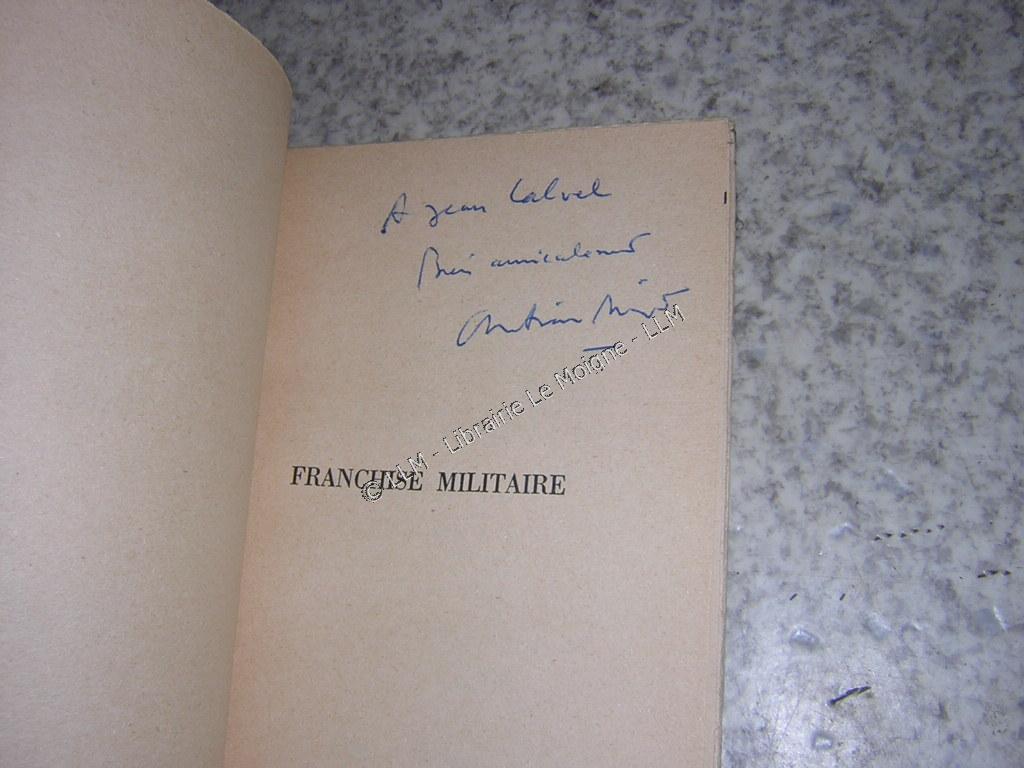 A Jean Calvel
Bien amicalement
FRANCHISE MILITAIRE
© LLM - Librairie Le Moigne - LLM